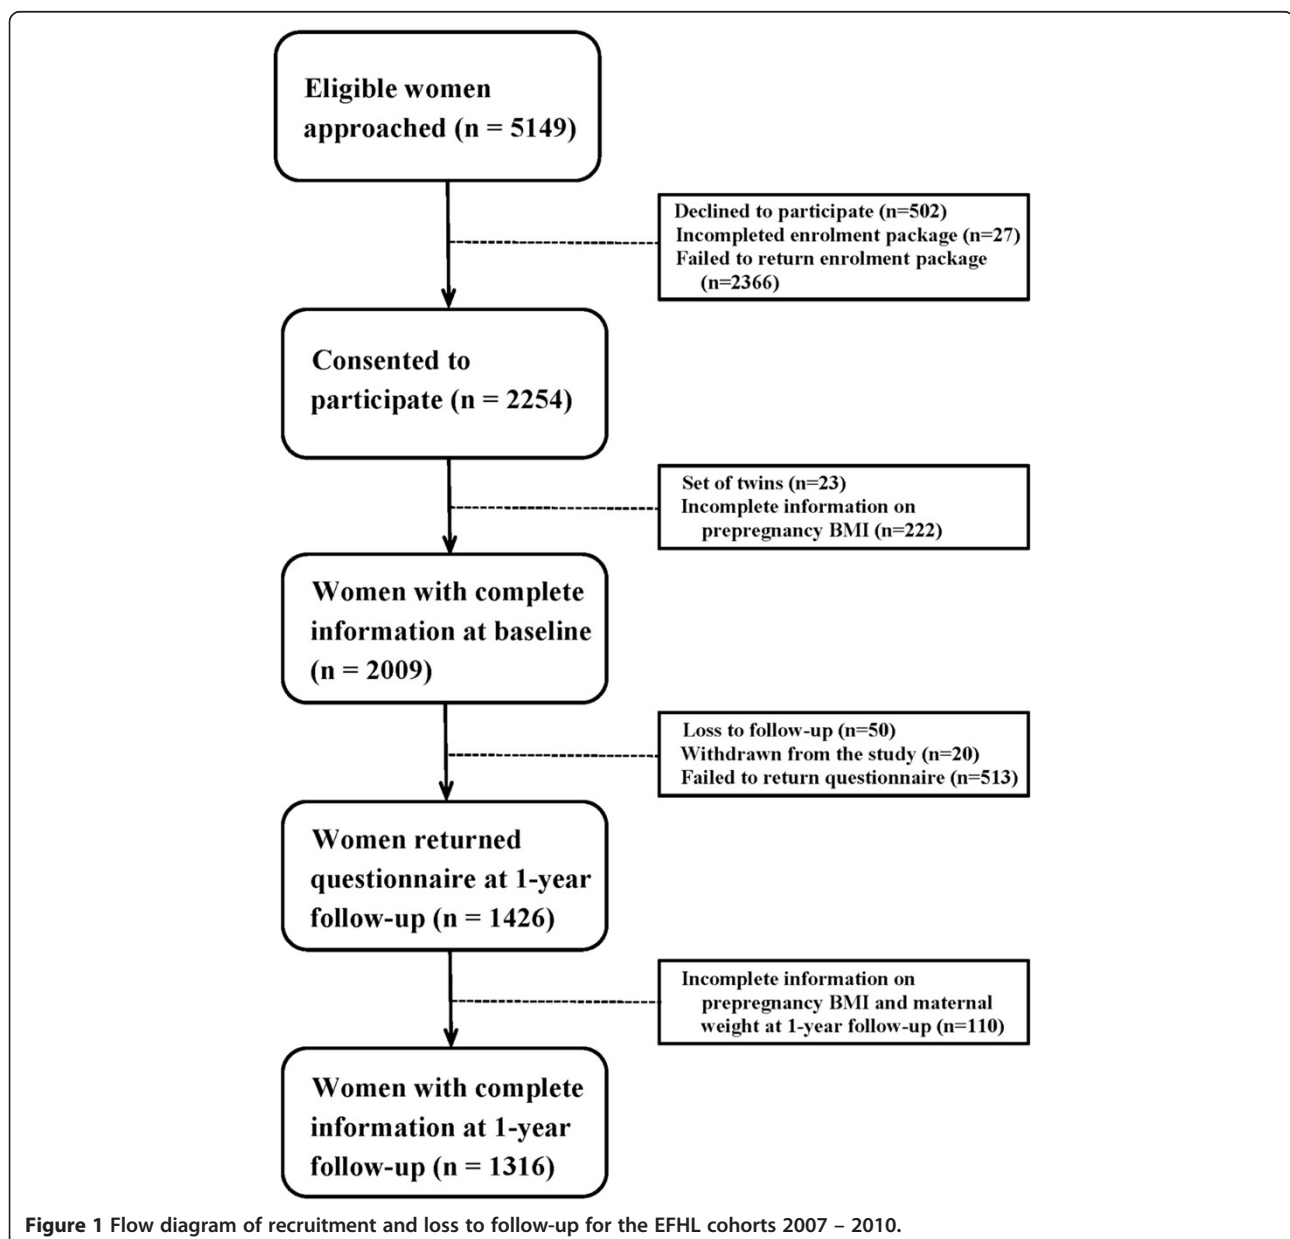 Eligible women
approached (n = 5149)
Declined to participate (n=502)
Incompleted enrolment package (n=27)
Failed to return enrolment package
(n=2366)
Consented to
participate (n = 2254)
Set of twins (n=23)
Incomplete information on
prepregnancy BMI (n=222)
Women with complete
information at baseline
(n = 2009)
Loss to follow-up (n=50)
Withdrawn from the study (n=20)
Failed to return questionnaire (n=513)
Women returned
questionnaire at 1-year
follow-up (n = 1426)
Incomplete information on
prepregnancy BMI and maternal
weight at 1-year follow-up (n=110)
Women with complete
information at 1-year
follow-up (n = 1316)
Figure 1 Flow diagram of recruitment and loss to follow-up for the EFHL cohorts 2007 – 2010.